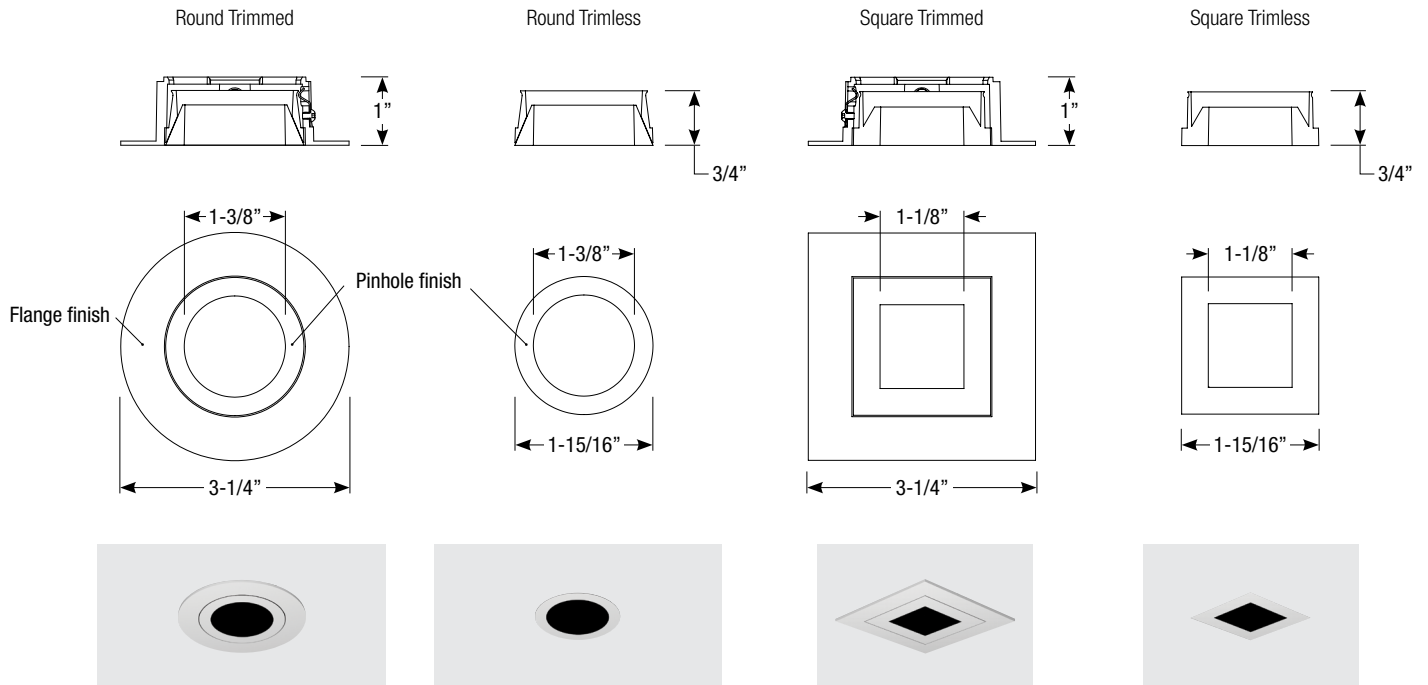 Round Trimmed
Round Trimless
Square Trimmed
Square Trimless
1”
3/4”
1”
3/4”
1-3/8”
1-3/8”
1-1/8”
1-1/8”
Pinhole finish
Flange finish
1-15/16”
1-15/16”
3-1/4”
3-1/4”